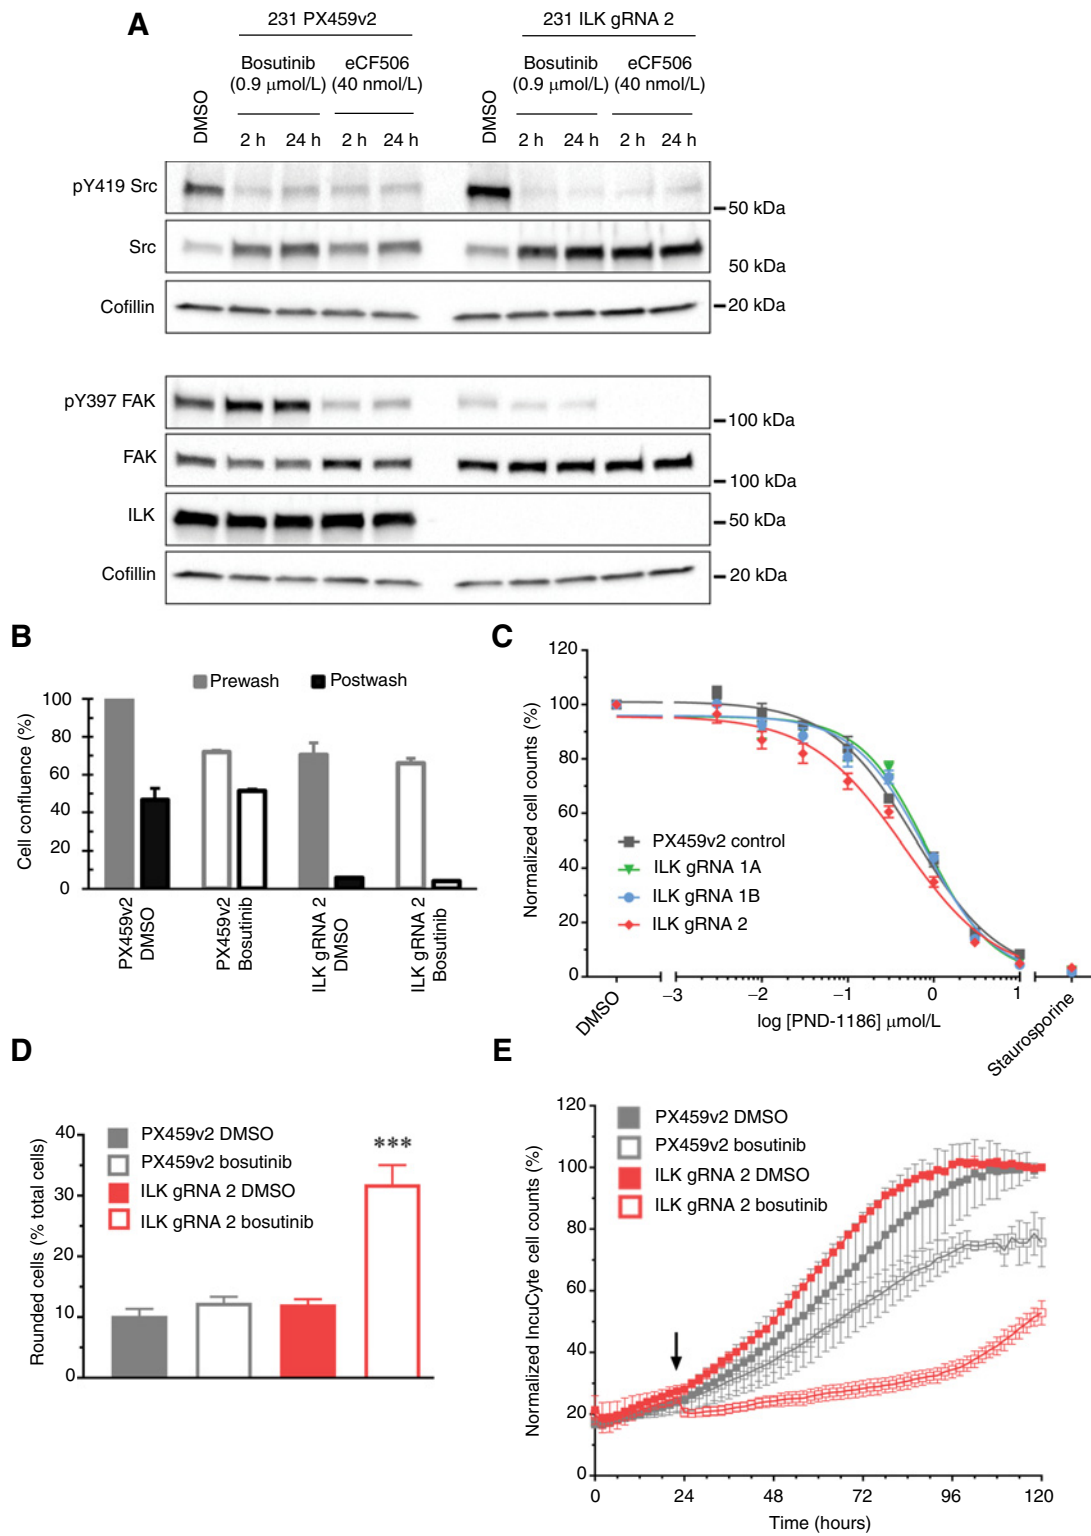 A
231 PX459v2
231 ILK gRNA 2
DMSO
Bosutinib
(0.9 μmol/L)
eCF506
(40 nmol/L)
DMSO
Bosutinib
(0.9 μmol/L)
eCF506
(40 nmol/L)
2 h
24 h
2 h
24 h
2 h
24 h
2 h
24 h
pY419 Src
50 kDa
Src
50 kDa
Cofillin
20 kDa
pY397 FAK
100 kDa
FAK
100 kDa
ILK
50 kDa
Cofillin
20 kDa
B
Prewash
Postwash
Cell confluence (%)
100
80
60
40
20
0
PX459v2
DMSO
PX459v2
Bosutinib
ILK gRNA 2
DMSO
ILK gRNA 2
Bosutinib
C
Normalized cell counts (%)
120
100
80
60
40
20
0
PX459v2 control
ILK gRNA 1A
ILK gRNA 1B
ILK gRNA 2
DMSO
−3
−2
−1
0
1
Staurosporine
log [PND-1186] μmol/L
D
Rounded cells (% total cells)
40
30
20
10
0
PX459v2 DMSO
PX459v2 bosutinib
ILK gRNA 2 DMSO
ILK gRNA 2 bosutinib
***
E
Normalized IncuCyte cell counts (%)
120
100
80
60
40
20
0
PX459v2 DMSO
PX459v2 bosutinib
ILK gRNA 2 DMSO
ILK gRNA 2 bosutinib
0
24
48
72
96
120
Time (hours)